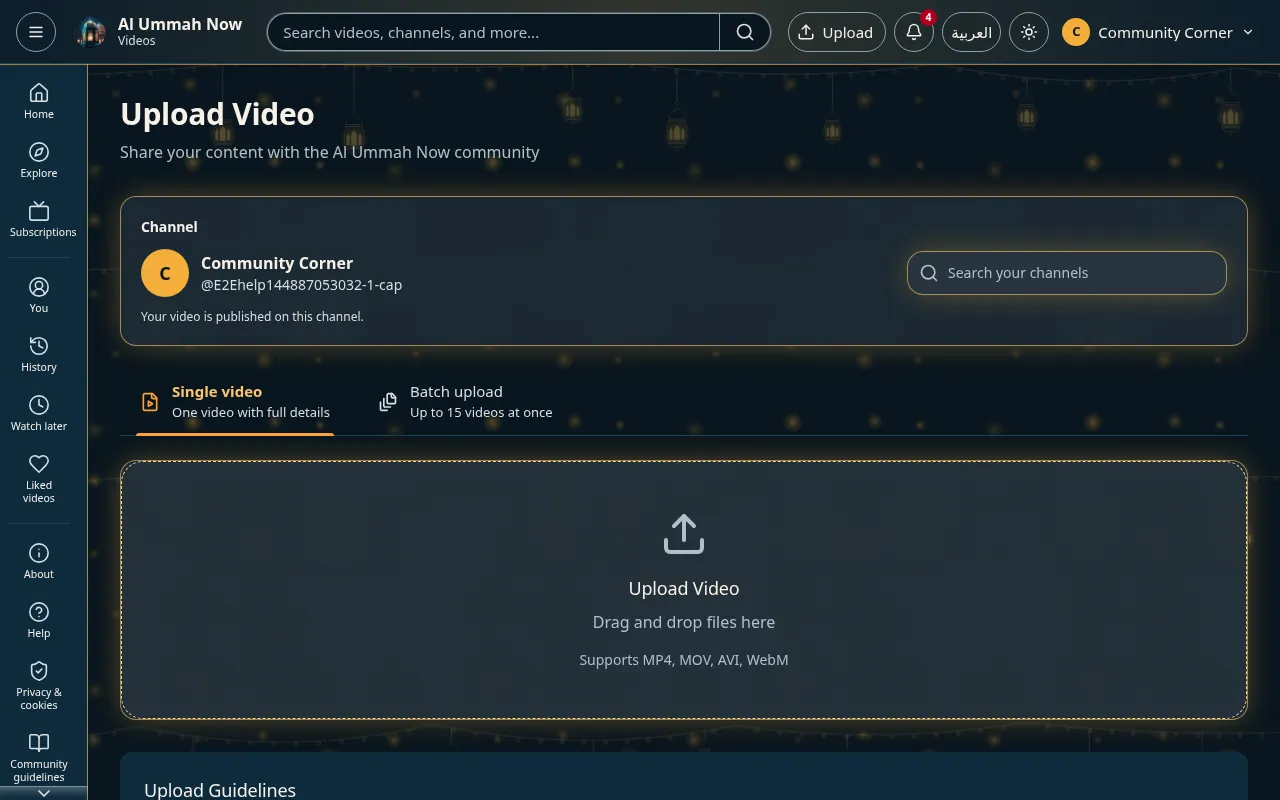 Al Ummah Now
Videos
Search videos, channels, and more...
Upload
4
العربية
C
Community Corner
Home
Explore
Subscriptions
You
History
Watch later
Liked
videos
About
Help
Privacy &
cookies
Community
guidelines
Upload Video
Share your content with the Al Ummah Now community
Channel
C
Community Corner
@E2Ehelp144887053032-1-cap
Search your channels
Your video is published on this channel.
Single video
One video with full details
Batch upload
Up to 15 videos at once
Upload Video
Drag and drop files here
Supports MP4, MOV, AVI, WebM
Upload Guidelines